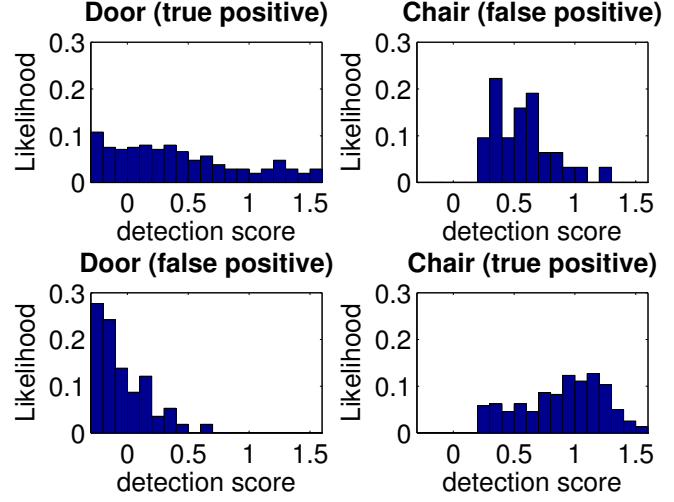 Door (true positive)
Likelihood
0.3
0.2
0.1
0
0 0.5 1 1.5
detection score
Chair (false positive)
Likelihood
0.3
0.2
0.1
0
0 0.5 1 1.5
detection score
Door (false positive)
Likelihood
0.3
0.2
0.1
0
0 0.5 1 1.5
detection score
Chair (true positive)
Likelihood
0.3
0.2
0.1
0
0 0.5 1 1.5
detection score